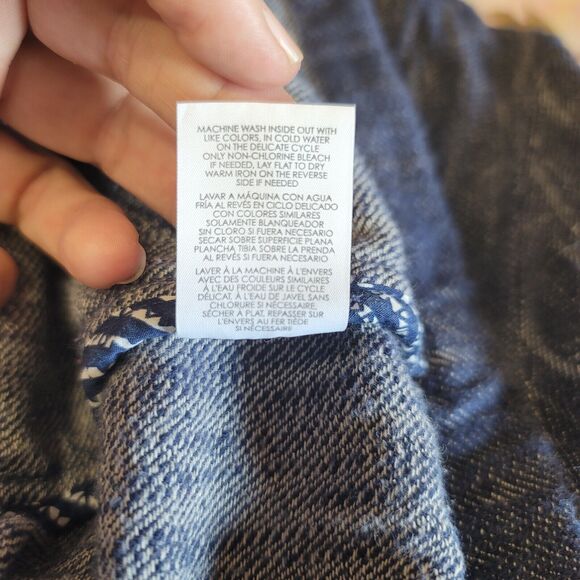 MACHINE WASH INSIDE OUT WITH
LIKE COLORS, IN COLD WATER
ON THE DELICATE CYCLE
ONLY NON-CHLORINE BLEACH
IF NEEDED, LAY FLAT TO DRY
WARM IRON ON THE REVERSE
SIDE IF NEEDED
LAVAR A MÁQUINA CON AGUA
FRÍA AL REVÉS EN CICLO DELICADO
CON COLORES SIMILARES
SOLAMENTE BLANQUEADOR
SIN CLORO SI FUERA NECESARIO
SECAR SOBRE SUPERFICIE PLANA
PLANCHA TIBIA SOBRE LA PRENDA
AL REVÉS SI FUERA NECESARIO
LAVER À LA MACHINE À L'ENVERS
AVEC DES COULEURS SIMILAIRES
À L'EAU FROIDE SUR LE CYCLE
DÉLICAT. À L'EAU DE JAVEL SANS
CHLORURE SI NÉCESSAIRE.
SÉCHER À PLAT, REPASSER SUR
L'ENVERS AU FER TIÈDE
SI NÉCESSAIRE